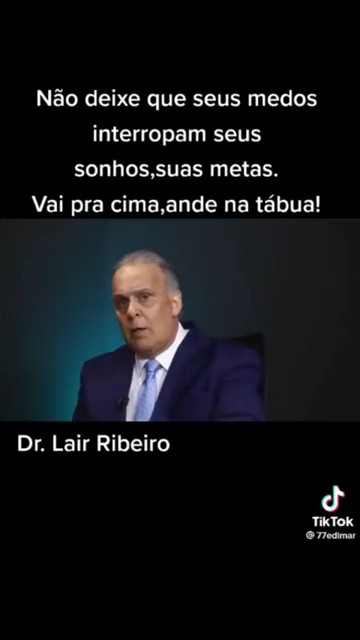 Não deixe que seus medos
interropam seus
sonhos,suas metas.
Vai pra cima,ande na tábua!
Dr. Lair Ribeiro
TikTok
@ 77edimar